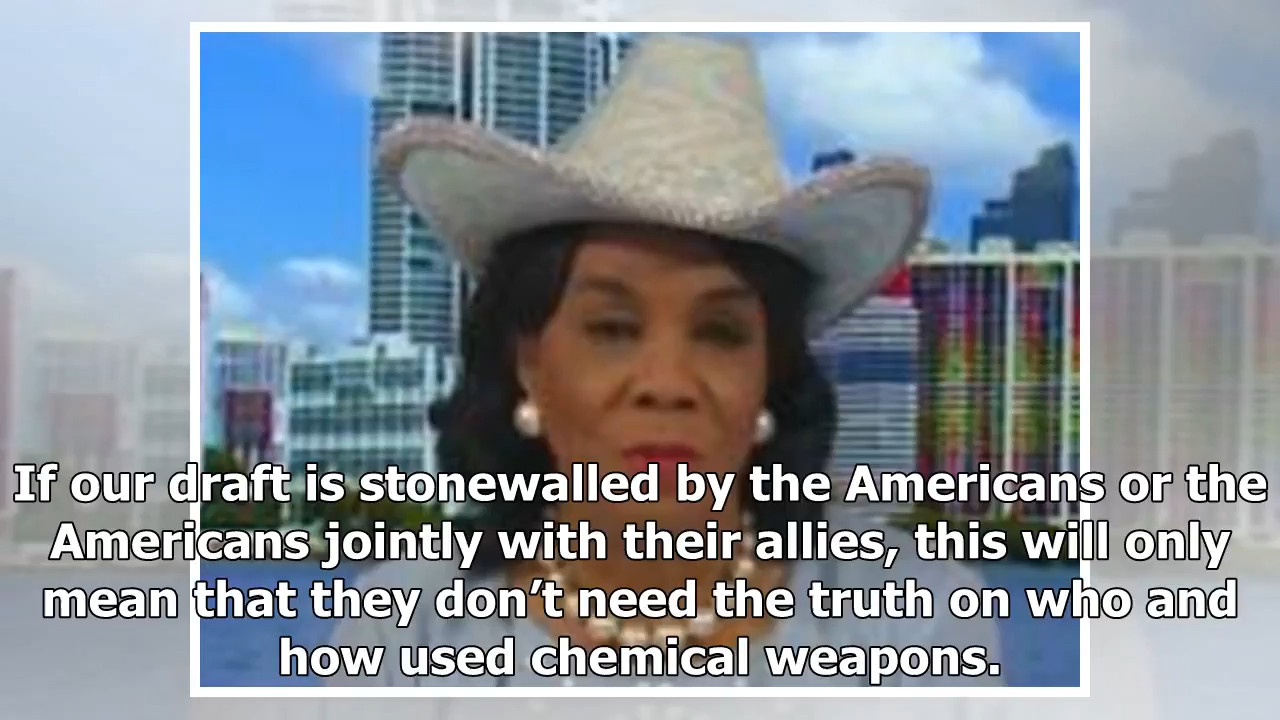 If our draft is stonewalled by the Americans or the
Americans jointly with their allies, this will only
mean that they don’t need the truth on who and
how used chemical weapons.